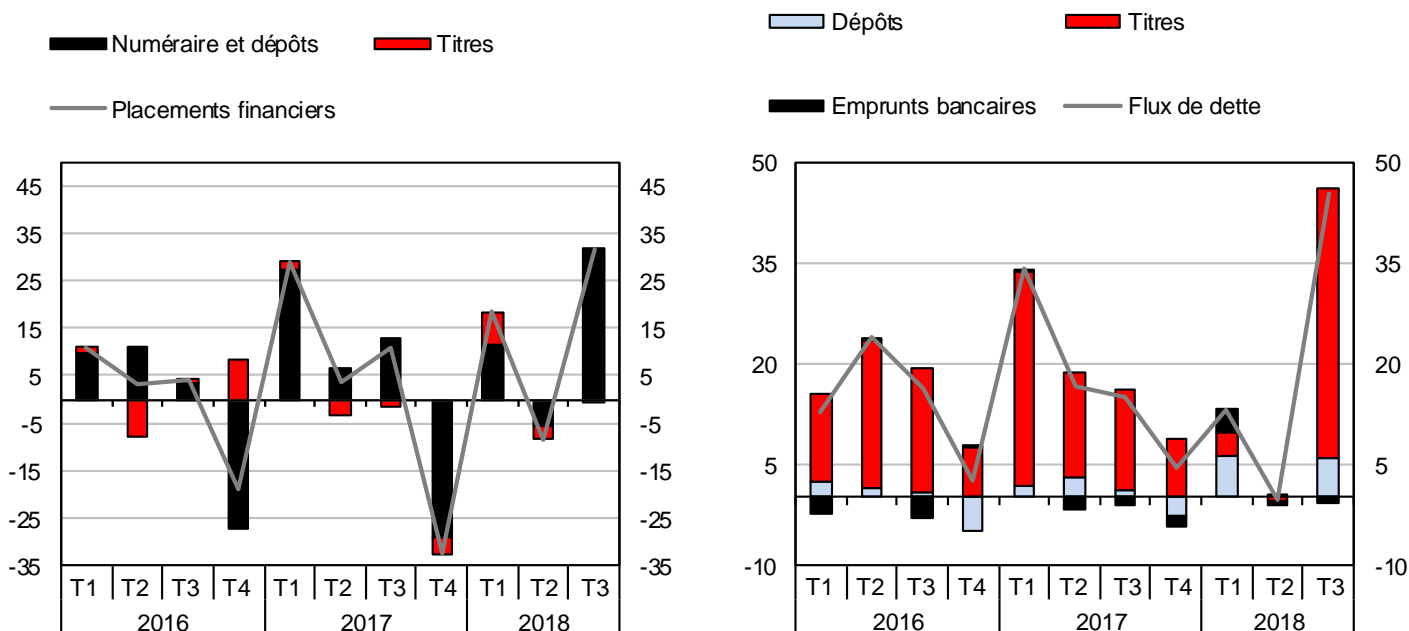 Numéraire et dépôts Titres
Placements financiers
45 45
35 35
25 25
15 15
5 5
-5 -5
-15 -15
-25 -25
-35 -35
T1 T2 T3 T4 T1 T2 T3 T4 T1 T2 T3
2016 2017 2018
Dépôts Titres
Emprunts bancaires Flux de dette
50 50
35 35
20 20
5 5
-10 -10
T1 T2 T3 T4 T1 T2 T3 T4 T1 T2 T3
2016 2017 2018